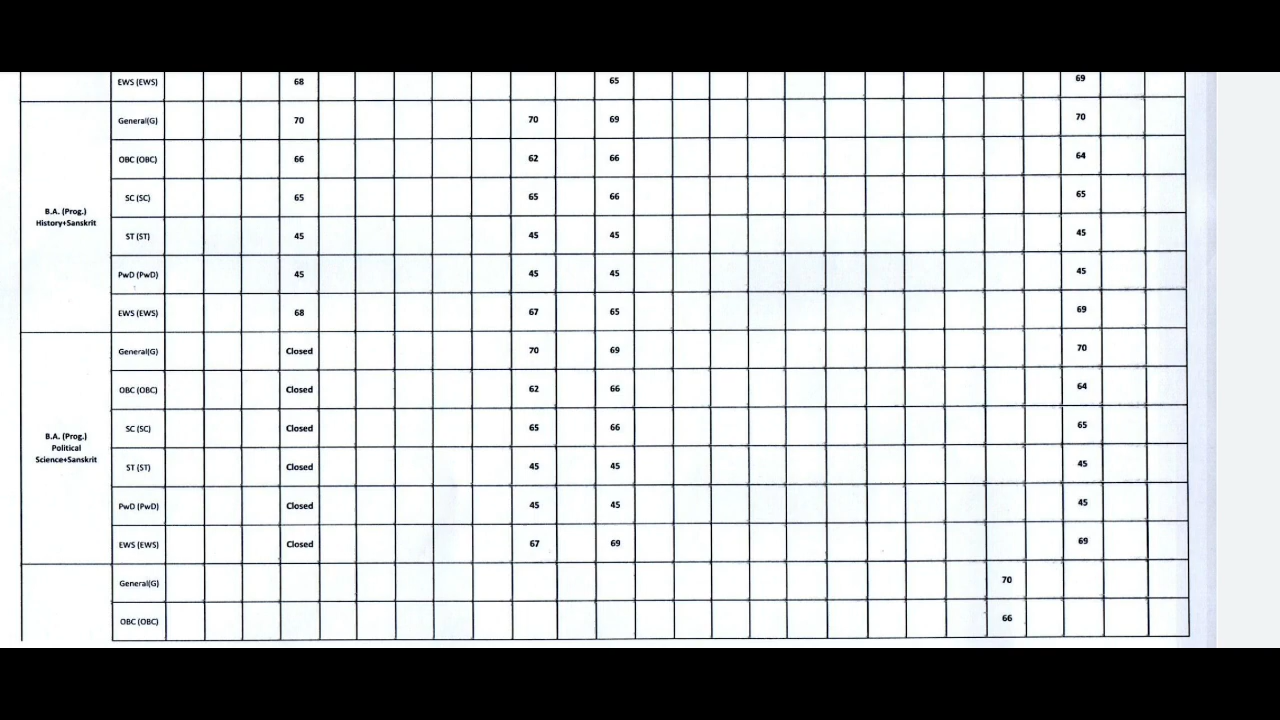 EWS (EWS) 68 65 69
General(G) 70 70 69 70
OBC (OBC) 66 62 66 64
SC (SC) 65 65 66 65
B.A. (Prog.)
History+Sanskrit
ST (ST) 45 45 45 45
PwD (PwD) 45 45 45 45
EWS (EWS) 68 67 65 69
General(G) Closed 70 69 70
OBC (OBC) Closed 62 66 64
SC (SC) Closed 65 66 65
B.A. (Prog.)
Political
Science+Sanskrit
ST (ST) Closed 45 45 45
PwD (PwD) Closed 45 45 45
EWS (EWS) Closed 67 69 69
General(G) 70
OBC (OBC) 66